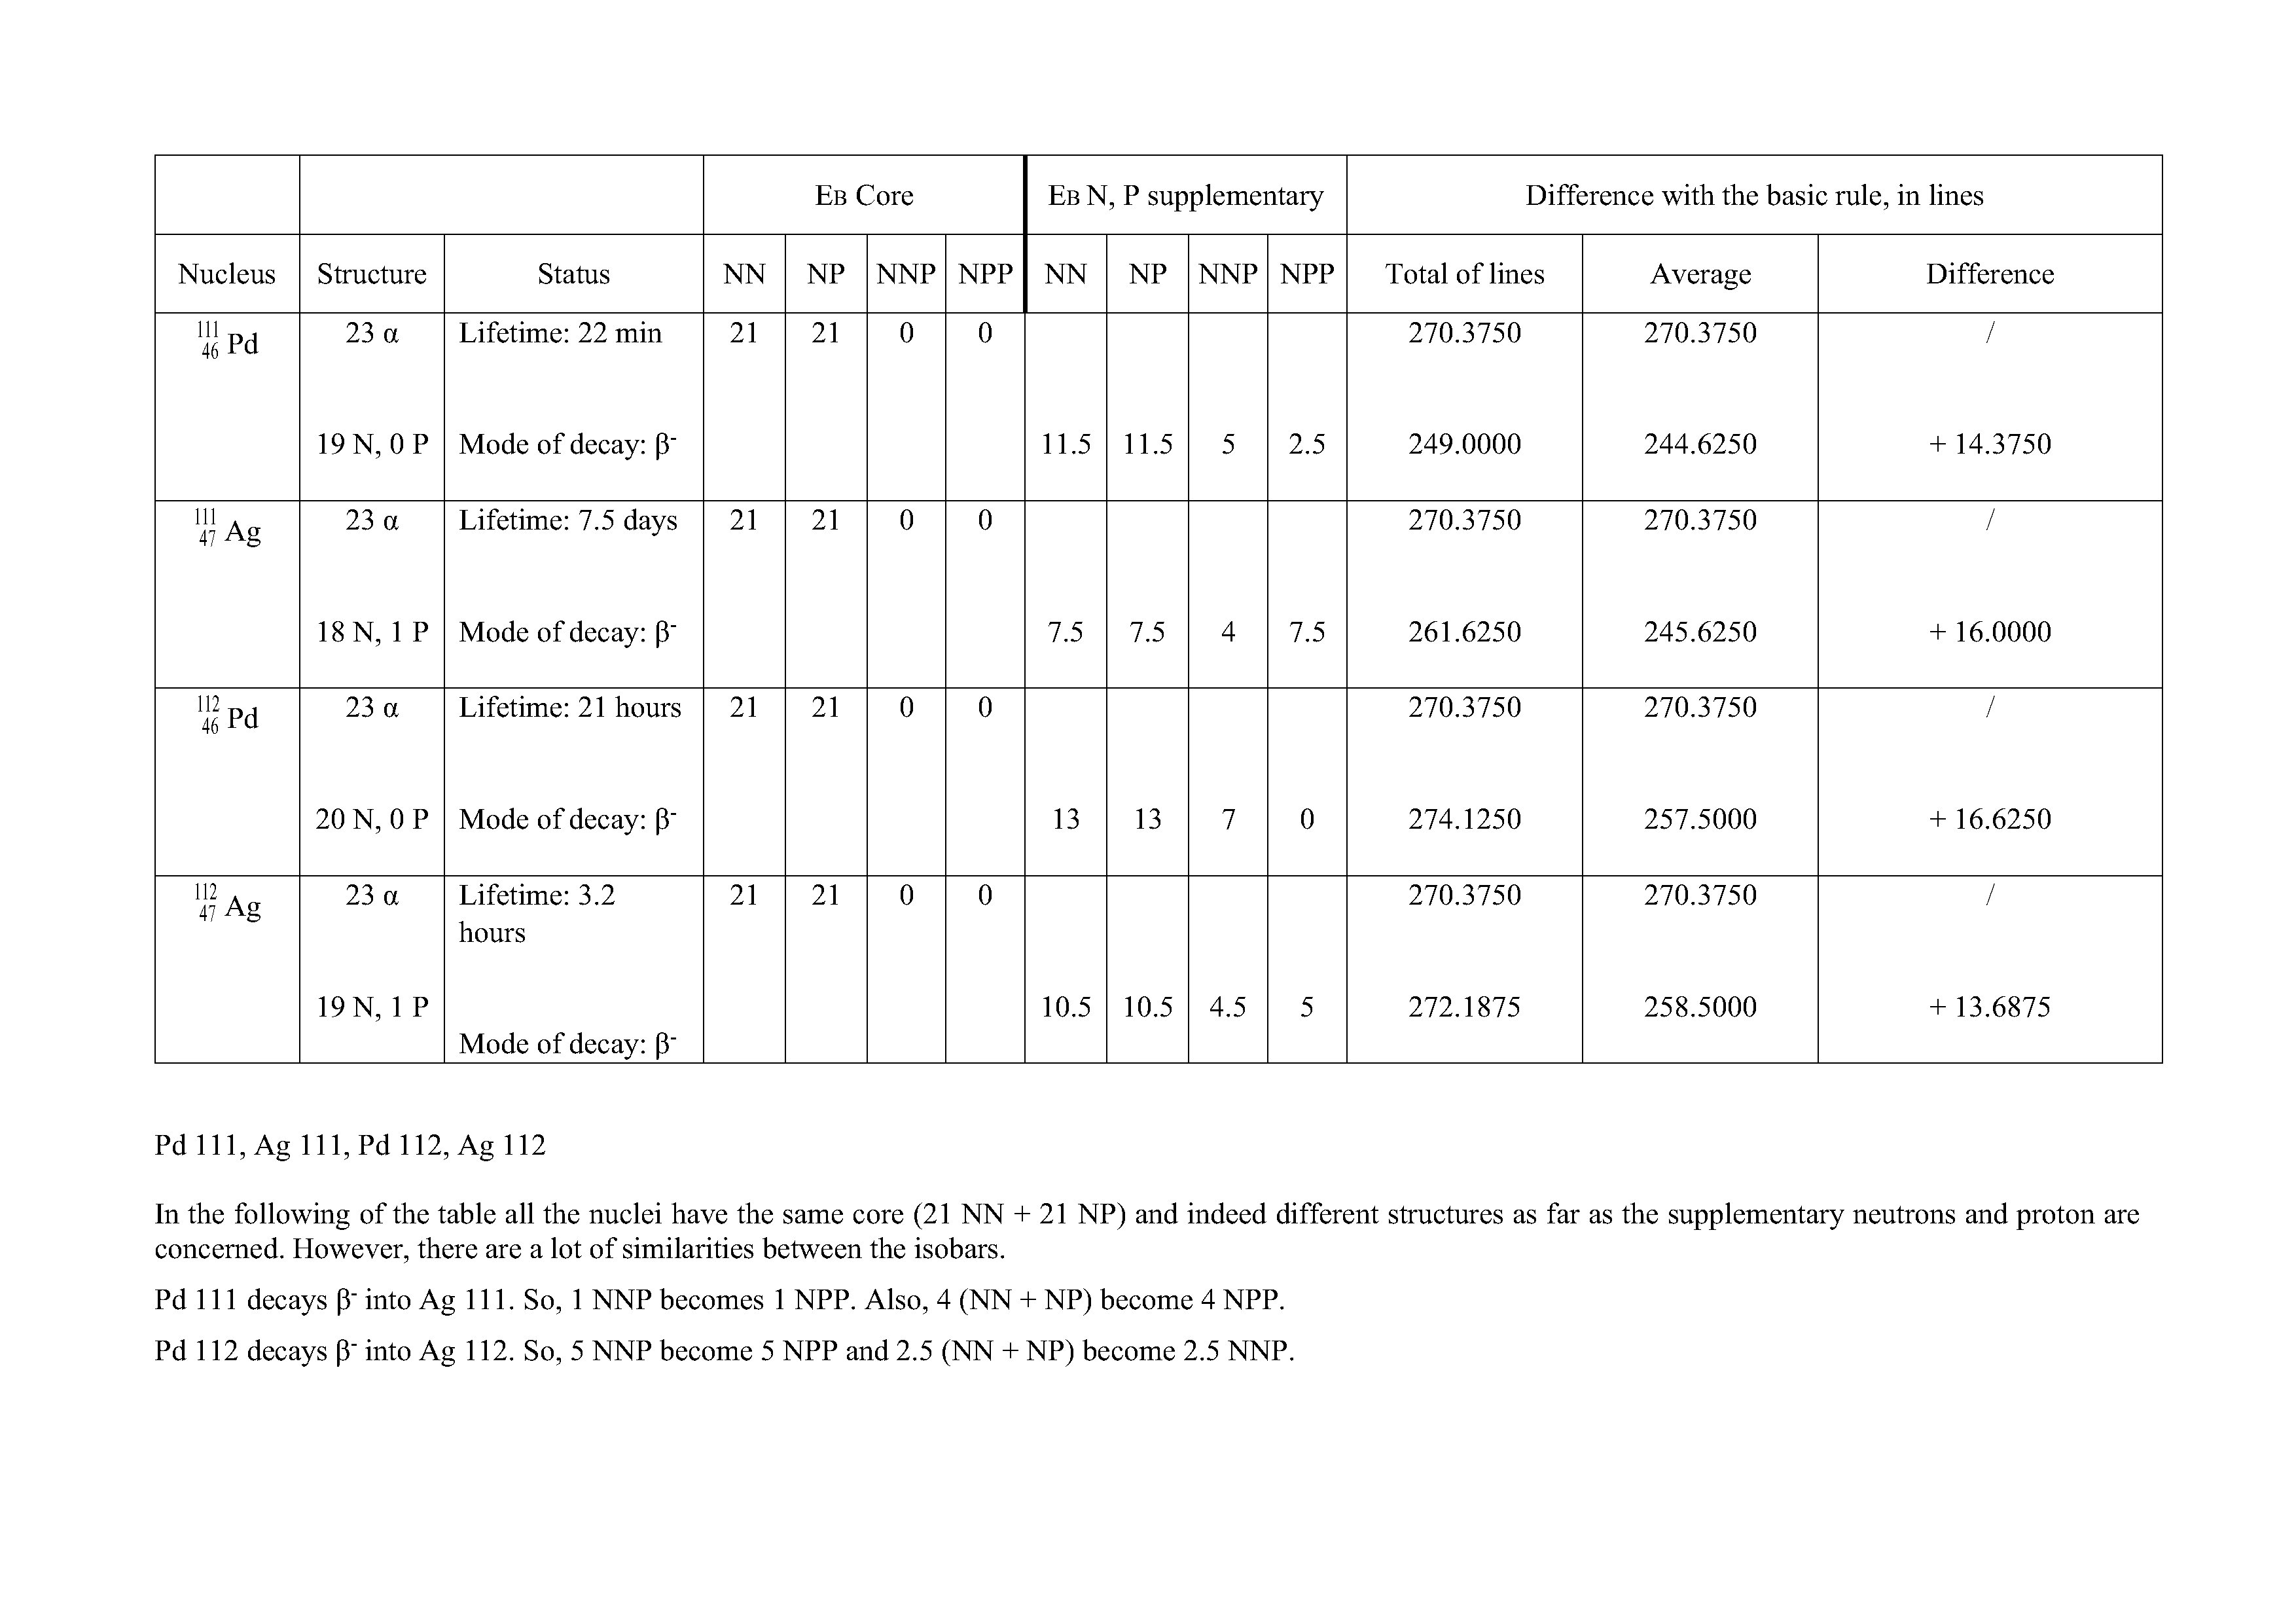 EB Core EB N, P supplementary Difference with the basic rule, in lines
Nucleus Structure Status NN NP NNP NPP NN NP NNP NPP Total of lines Average Difference
111 46 Pd 23 α Lifetime: 22 min 21 21 0 0 270.3750 270.3750 /
19 N, 0 P Mode of decay: β- 11.5 11.5 5 2.5 249.0000 244.6250 + 14.3750
111 47 Ag 23 α Lifetime: 7.5 days 21 21 0 0 270.3750 270.3750 /
18 N, 1 P Mode of decay: β- 7.5 7.5 4 7.5 261.6250 245.6250 + 16.0000
112 46 Pd 23 α Lifetime: 21 hours 21 21 0 0 270.3750 270.3750 /
20 N, 0 P Mode of decay: β- 13 13 7 0 274.1250 257.5000 + 16.6250
112 47 Ag 23 α Lifetime: 3.2 21 21 0 0 270.3750 270.3750 /
hours
19 N, 1 P 10.5 10.5 4.5 5 272.1875 258.5000 + 13.6875
Mode of decay: β-
Pd 111, Ag 111, Pd 112, Ag 112
In the following of the table all the nuclei have the same core (21 NN + 21 NP) and indeed different structures as far as the supplementary neutrons and proton are
concerned. However, there are a lot of similarities between the isobars.
Pd 111 decays β- into Ag 111. So, 1 NNP becomes 1 NPP. Also, 4 (NN + NP) become 4 NPP.
Pd 112 decays β- into Ag 112. So, 5 NNP become 5 NPP and 2.5 (NN + NP) become 2.5 NNP.